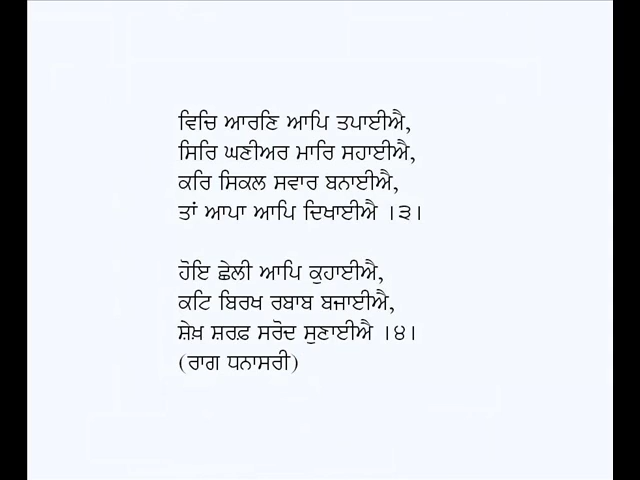 ਵਿਚਿ ਆਰਣਿ ਆਪਿ ਤਪਾਈਐ,
ਸਿਰਿ ਘਣੀਅਰ ਮਾਰਿ ਸਹਾਈਐ,
ਕਰਿ ਸਿਕਲ ਸਵਾਰ ਬਨਾਈਐ,
ਤਾਂ ਆਪਾ ਆਪਿ ਦਿਖਾਈਐ ।੩।
ਹੋਇ ਛੇਲੀ ਆਪਿ ਕੁਹਾਈਐ,
ਕਟਿ ਬਿਰਖ ਰਬਾਬ ਬਜਾਈਐ,
ਸ਼ੇਖ਼ ਸ਼ਰਫ਼ ਸਰੋਦ ਸੁਣਾਈਐ ।੪।
(ਰਾਗ ਧਨਾਸਰੀ)